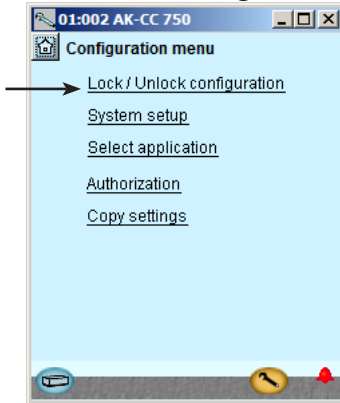 01:002 AK-CC 750
Configuration menu
Lock / Unlock configuration
System setup
Select application
Authorization
Copy settings